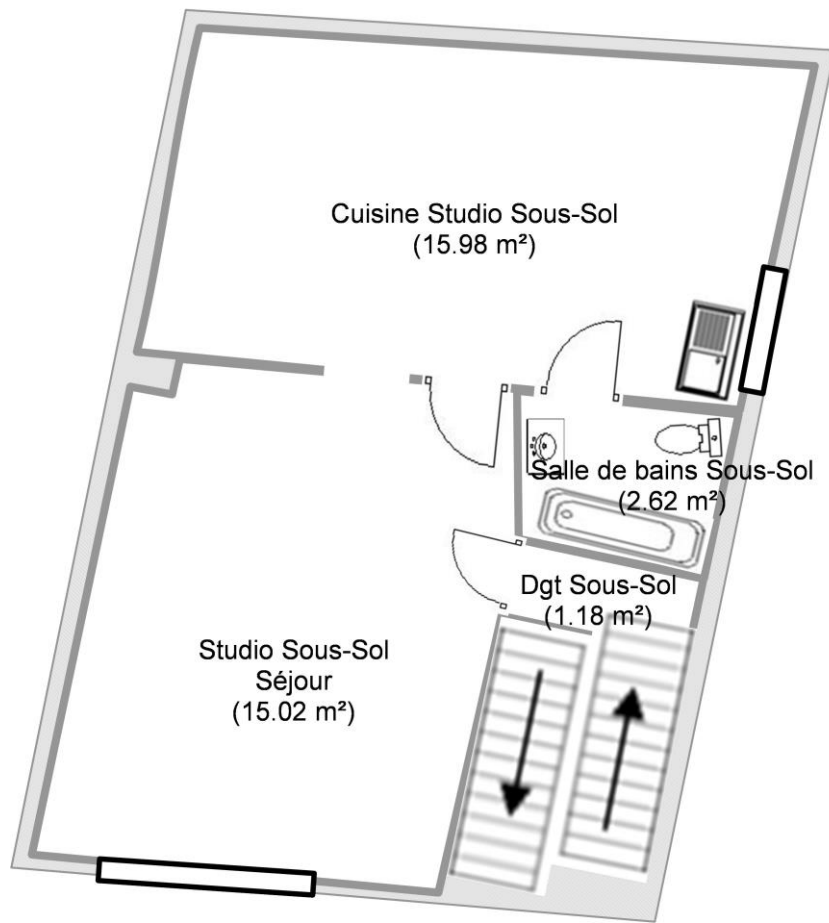 Cuisine Studio Sous-Sol
(15.98 m²)
Salle de bains Sous-Sol
(2.62 m²)
Dgt Sous-Sol
(1.18 m²)
Studio Sous-Sol
Séjour
(15.02 m²)